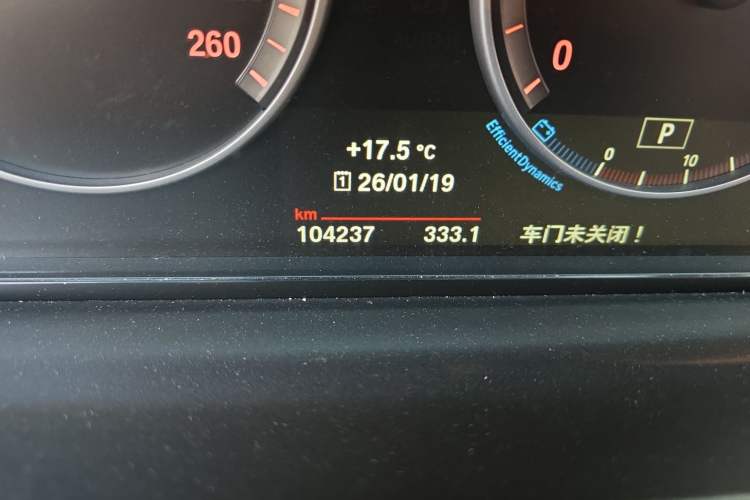 260
0
+17.5 °C
EfficientDynamics
P
0
10
1 26/01/19
km
104237 333.1 车门未关闭！